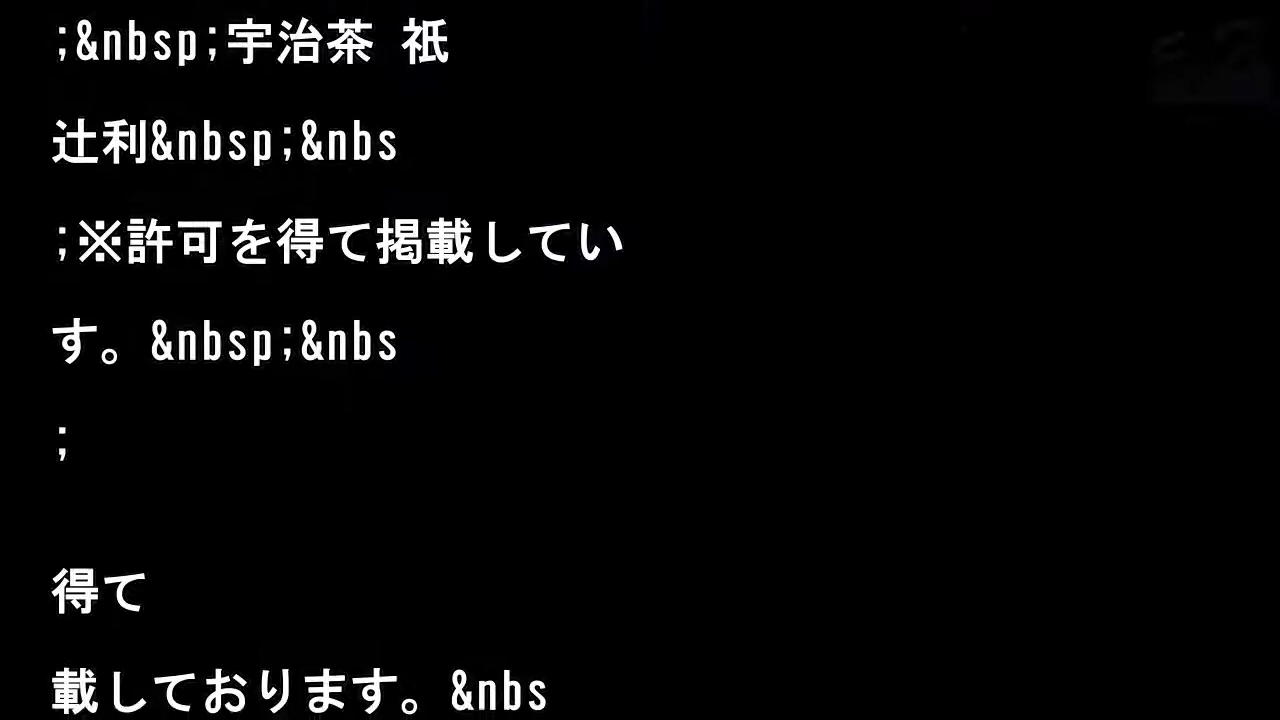 ;&nbsp;宇治茶 祇
辻利&nbsp;&nbs
;※許可を得て掲載してい
す。&nbsp;&nbs
;
得て
載しております。&nbs